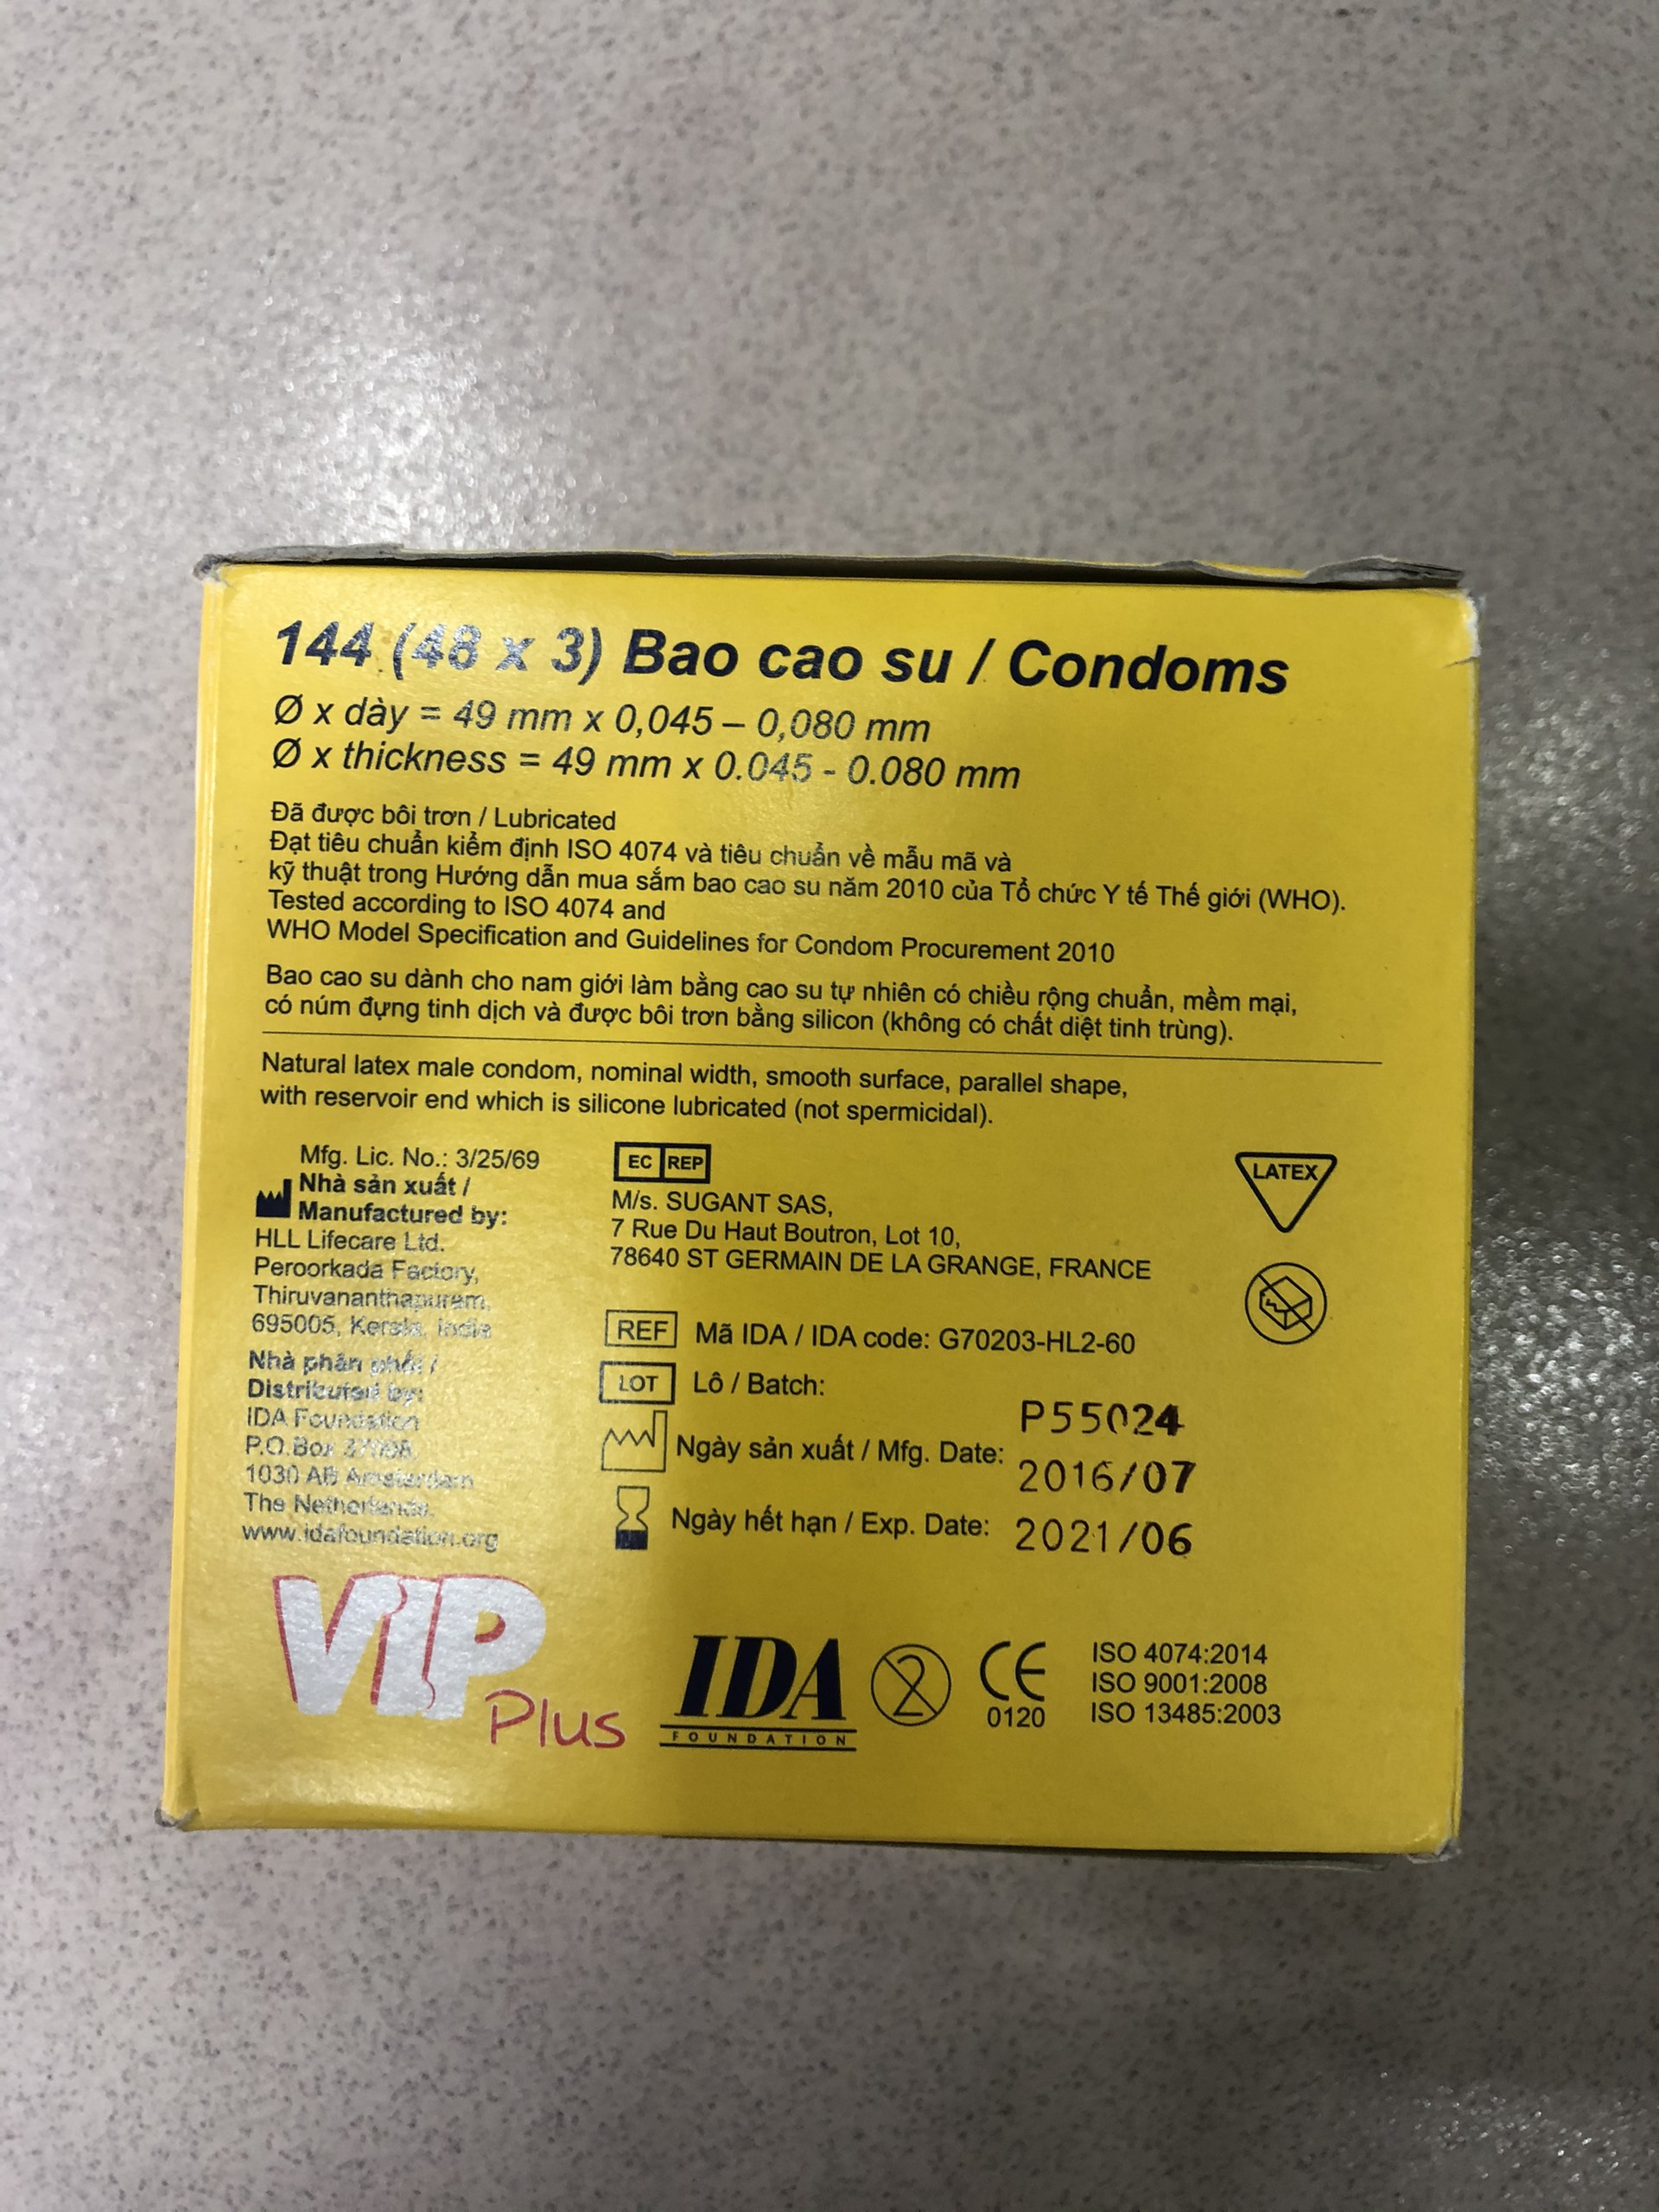 144 (48 x 3) Bao cao su / Condoms
Ø x dày = 49 mm x 0,045 – 0,080 mm
Ø x thickness = 49 mm x 0.045 - 0.080 mm
Đã được bôi trơn / Lubricated
Đạt tiêu chuẩn kiểm định ISO 4074 và tiêu chuẩn về mẫu mã và
kỹ thuật trong Hướng dẫn mua sắm bao cao su năm 2010 của Tổ chức Y tế Thế giới (WHO).
Tested according to ISO 4074 and
WHO Model Specification and Guidelines for Condom Procurement 2010
Bao cao su dành cho nam giới làm bằng cao su tự nhiên có chiều rộng chuẩn, mềm mại,
có núm đựng tinh dịch và được bôi trơn bằng silicon (không có chất diệt tinh trùng).
Natural latex male condom, nominal width, smooth surface, parallel shape,
with reservoir end which is silicone lubricated (not spermicidal).
Mfg. Lic. No.: 3/25/69
Nhà sản xuất /
Manufactured by:
HLL Lifecare Ltd.
Peroorkada Factory,
Thiruvananthapuram,
695005, Kerala, India
Nhà phân phối /
Distributed by:
IDA Foundation
P.O.Box
1030 AB Amsterdam
The Netherlands.
www.idafoundation.org
EC REP
M/s. SUGANT SAS,
7 Rue Du Haut Boutron, Lot 10,
78640 ST GERMAIN DE LA GRANGE, FRANCE
LATEX
REF Mã IDA / IDA code: G70203-HL2-60
LOT Lô / Batch: P55024
Ngày sản xuất / Mfg. Date: 2016/07
Ngày hết hạn / Exp. Date: 2021/06
VIP Plus
IDA
FOUNDATION
2
CE
0120
ISO 4074:2014
ISO 9001:2008
ISO 13485:2003